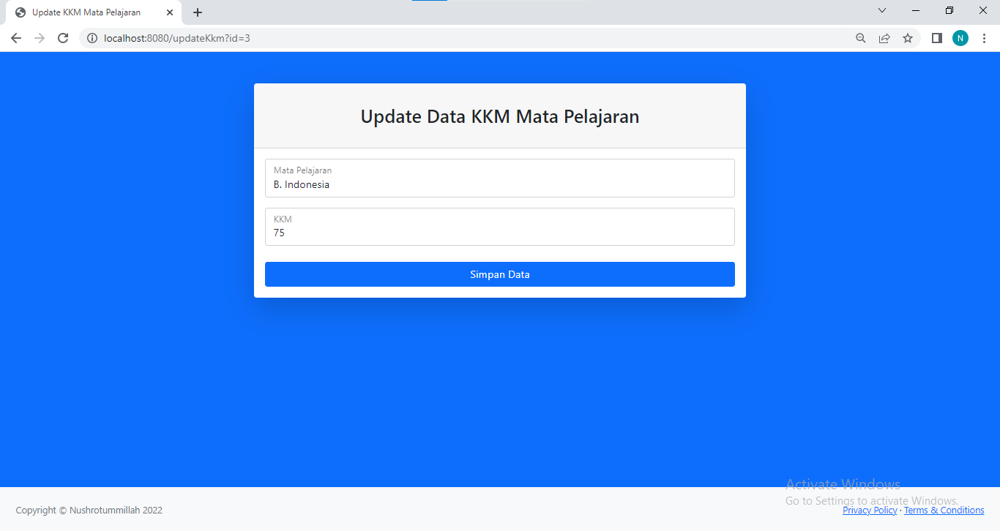 Update KKM Mata Pelajaran
localhost:8080/updateKkm?id=3
N
Update Data KKM Mata Pelajaran
Mata Pelajaran
B. Indonesia
KKM
75
Simpan Data
Activate Windows
Go to Settings to activate Windows.
Copyright © Nushrotummillah 2022
Privacy Policy · Terms & Conditions